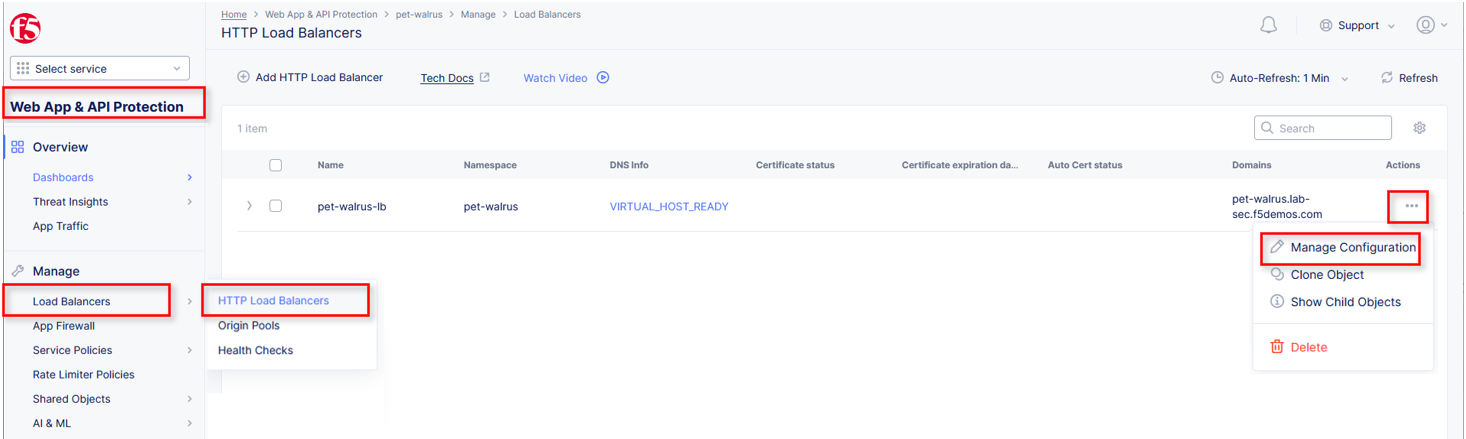 f5
Home > Web App & API Protection > pet-walrus > Manage > Load Balancers
HTTP Load Balancers
Support
Select service
Add HTTP Load Balancer
Tech Docs
Watch Video
Auto-Refresh: 1 Min
Refresh
Web App & API Protection
1 item
Search
Overview
Dashboards
Threat Insights
App Traffic
Name
Namespace
DNS Info
Certificate status
Certificate expiration da...
Auto Cert status
Domains
Actions
pet-walrus-lb
pet-walrus
VIRTUAL_HOST_READY
pet-walrus.lab-
sec.f5demos.com
Manage Configuration
Clone Object
Show Child Objects
Delete
Manage
Load Balancers
App Firewall
Service Policies
Rate Limiter Policies
Shared Objects
AI & ML
HTTP Load Balancers
Origin Pools
Health Checks